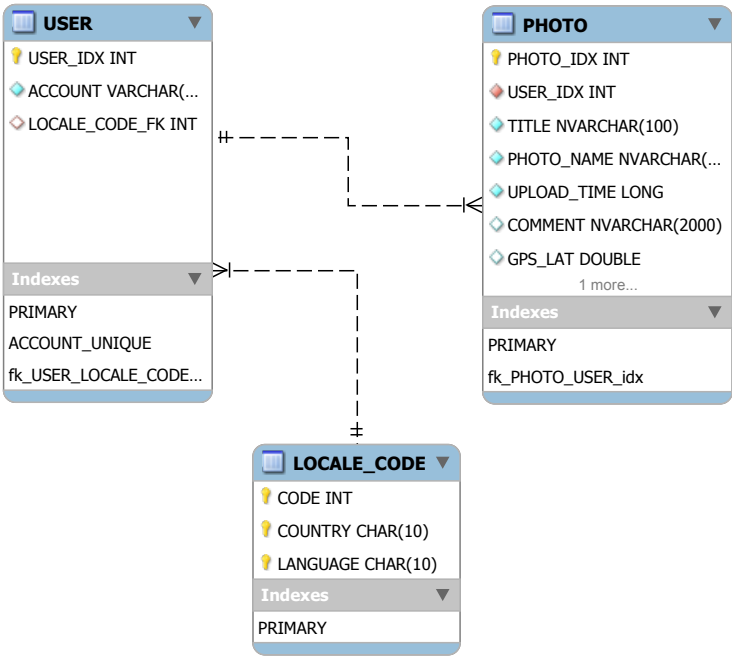 USER
USER_IDX INT
ACCOUNT VARCHAR(...
LOCALE_CODE_FK INT
Indexes
PRIMARY
ACCOUNT_UNIQUE
fk_USER_LOCALE_CODE...
PHOTO
PHOTO_IDX INT
USER_IDX INT
TITLE NVARCHAR(100)
PHOTO_NAME NVARCHAR(...
UPLOAD_TIME LONG
COMMENT NVARCHAR(2000)
GPS_LAT DOUBLE
1 more...
Indexes
PRIMARY
fk_PHOTO_USER_idx
LOCALE_CODE
CODE INT
COUNTRY CHAR(10)
LANGUAGE CHAR(10)
Indexes
PRIMARY